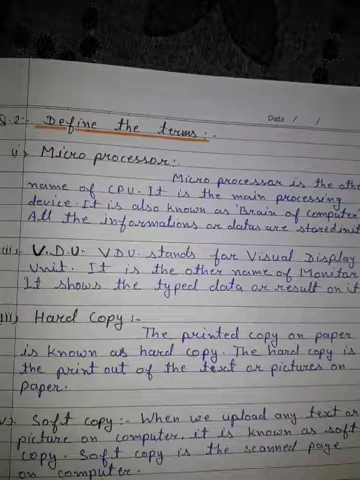 Date / /
Q.2:- Define the terms:-
(i) Microprocessor:
Microprocessor is the othe
name of CPU. It is the main processing
device. It is also known as 'Brain of computer'
All the informations or datas are stored in it
(ii) V.D.U- VDU stands for Visual Display
Unit. It is the other name of Monitor
It shows the typed data or result on it
(iii) Hard Copy:-
The printed copy on paper
is known as hard copy. The hard copy is
the print out of the text or pictures on
paper.
Soft copy:- When we upload any text or
picture on computer, it is known as soft
copy. Soft copy is the scanned page
on computer.